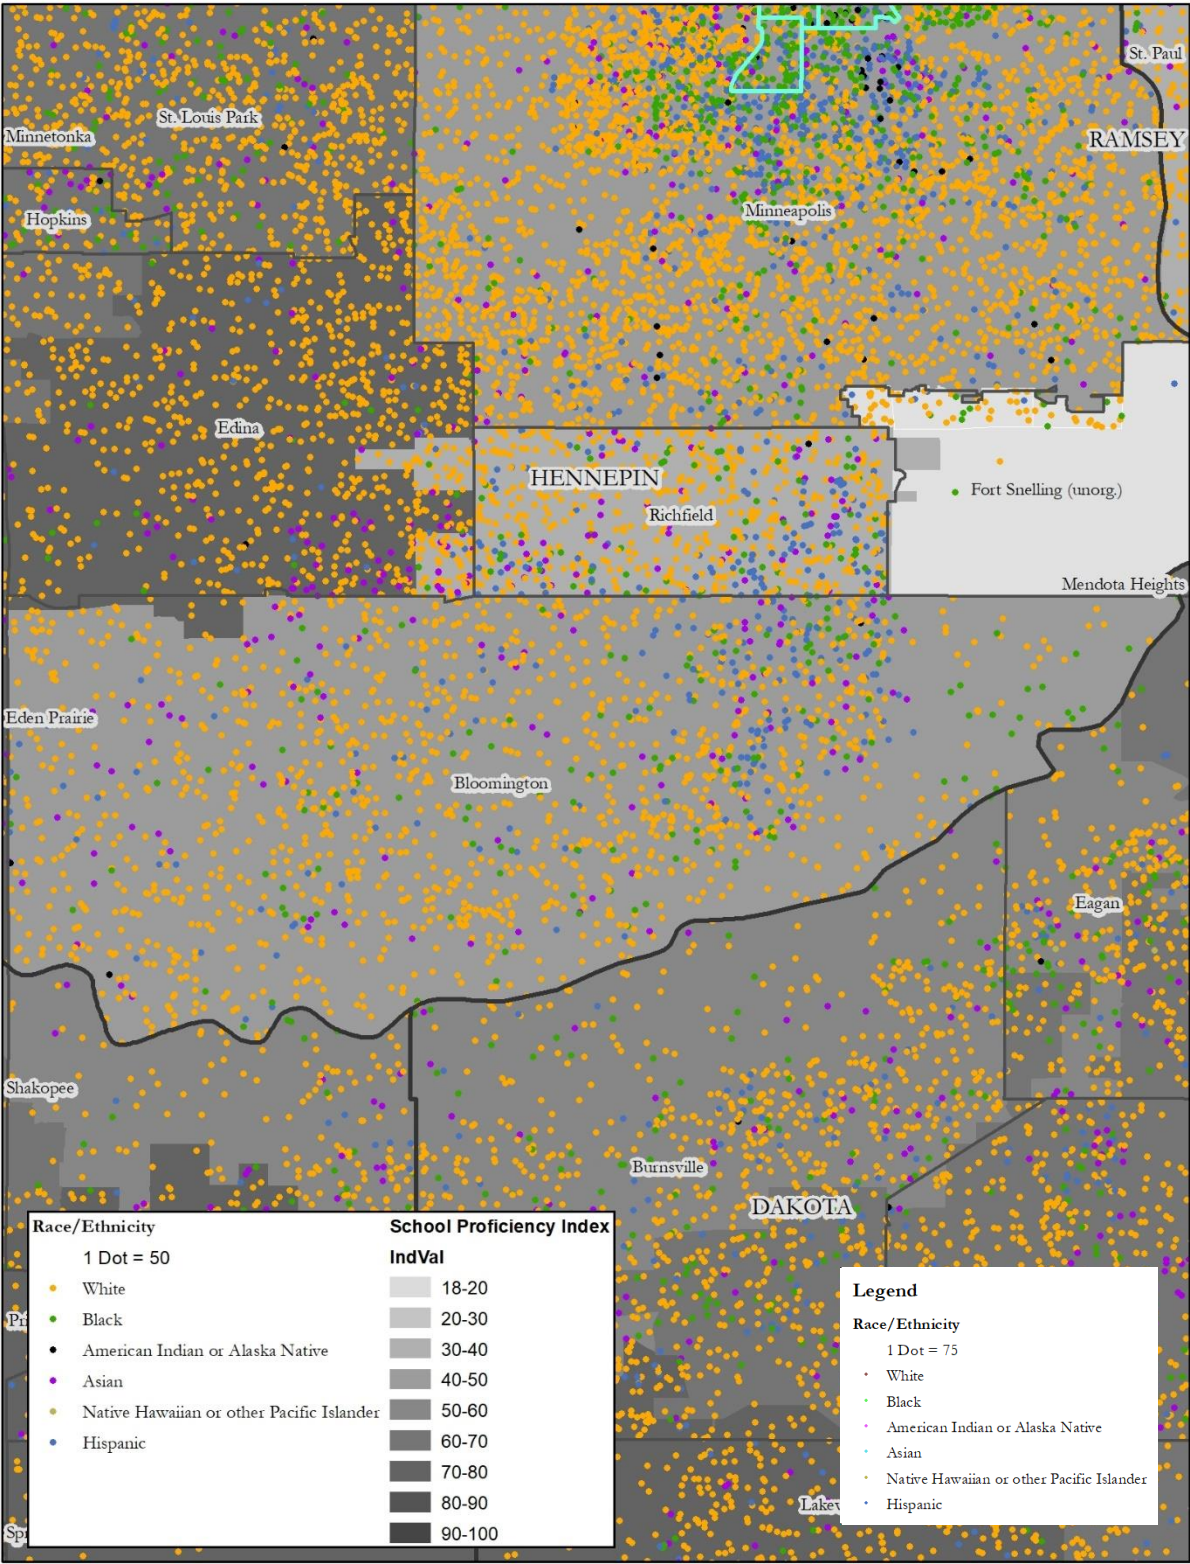 St. Paul
St. Louis Park
Minnetonka
RAMSEY
Hopkins
Minneapolis
Edina
HENNEPIN
Richfield
Fort Snelling (unorg.)
Mendota Heights
Eden Prairie
Bloomington
Eagan
Shakopee
Burnsville
DAKOTA
Race/Ethnicity
1 Dot = 50
White
Black
American Indian or Alaska Native
Asian
Native Hawaiian or other Pacific Islander
Hispanic
School Proficiency Index
IndVal
18-20
20-30
30-40
40-50
50-60
60-70
70-80
80-90
90-100
Legend
Race/Ethnicity
1 Dot = 75
White
Black
American Indian or Alaska Native
Asian
Native Hawaiian or other Pacific Islander
Hispanic
Pri
Lakev
Spr